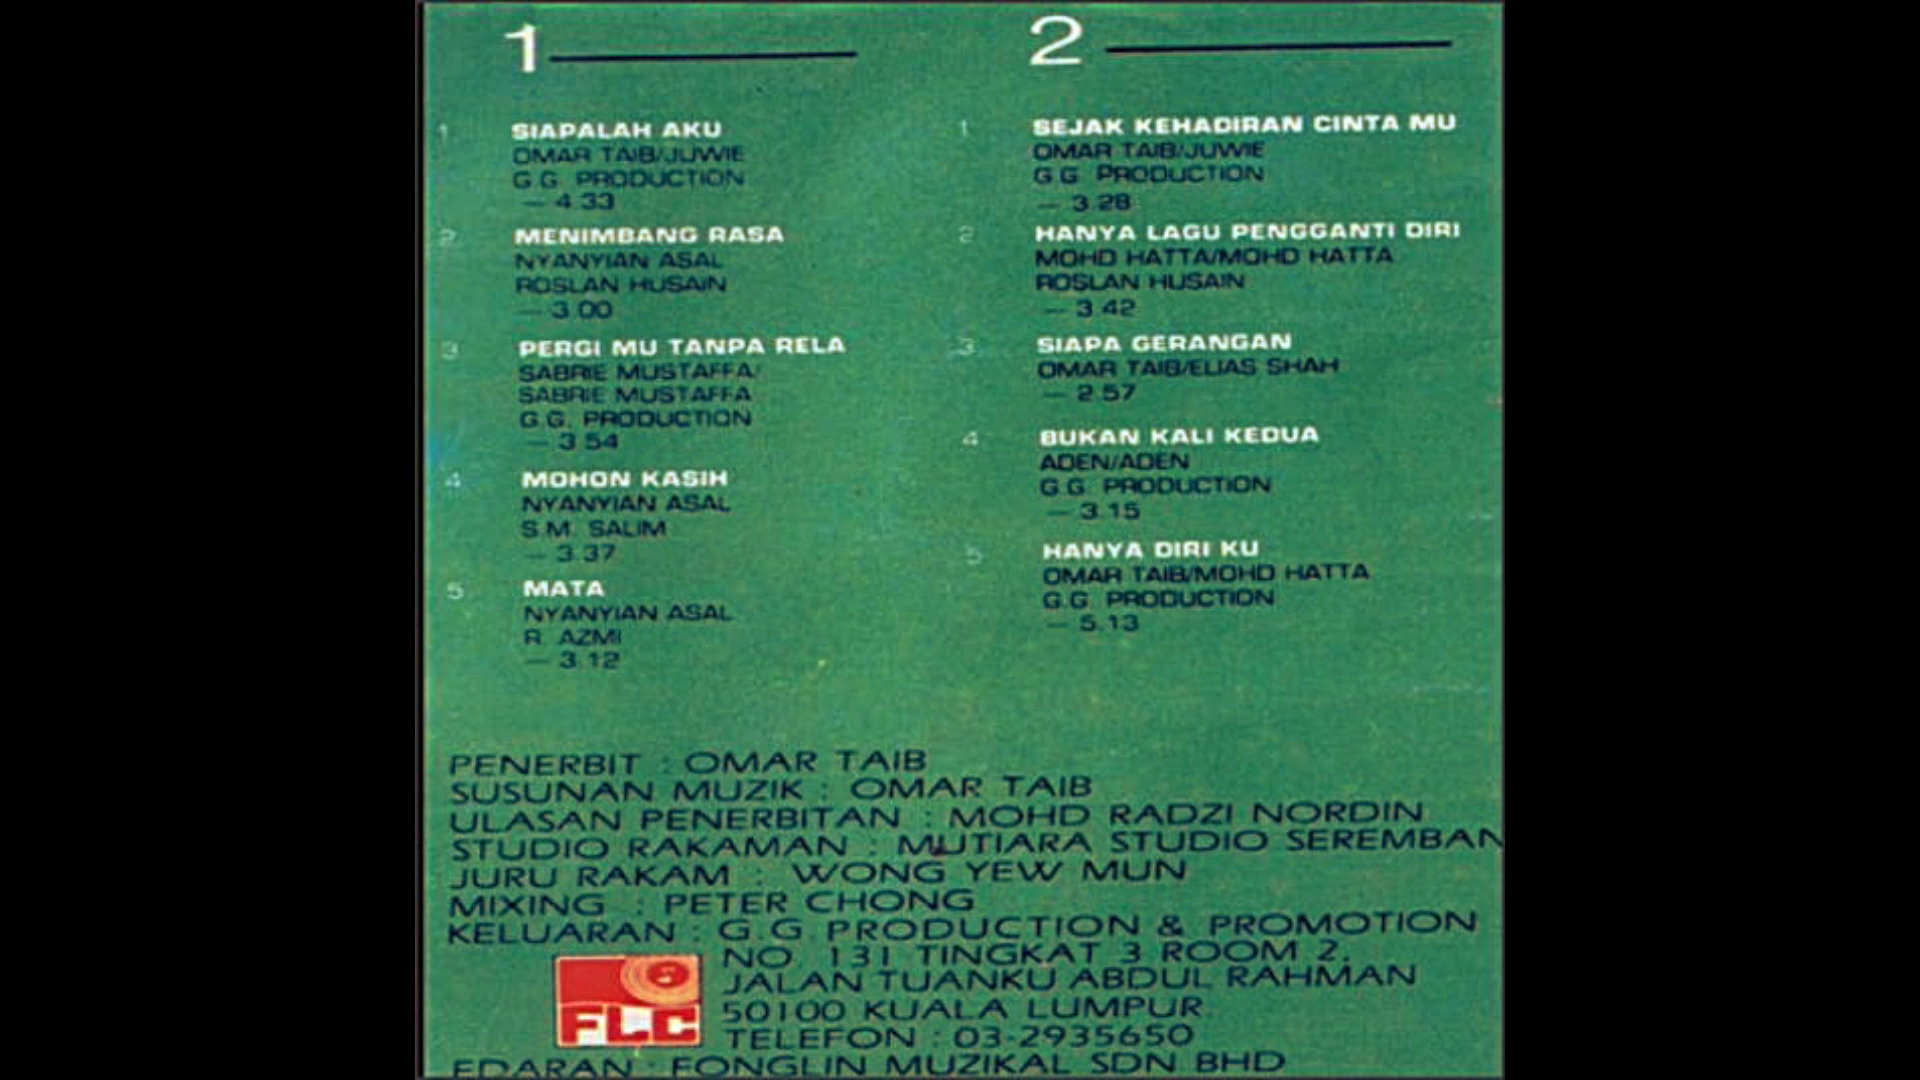 1
1 SIAPALAH AKU
OMAR TAIB/JUWIE
G.G. PRODUCTION
— 4.33
2 MENIMBANG RASA
NYANYIAN ASAL
ROSLAN HUSAIN
— 3.00
3 PERGI MU TANPA RELA
SABRIE MUSTAFFA/
SABRIE MUSTAFFA
G.G. PRODUCTION
— 3.54
4 MOHON KASIH
NYANYIAN ASAL
S.M. SALIM
— 3.37
5 MATA
NYANYIAN ASAL
R. AZMI
— 3.12
2
1 SEJAK KEHADIRAN CINTA MU
OMAR TAIB/JUWIE
G.G. PRODUCTION
— 3.28
2 HANYA LAGU PENGGANTI DIRI
MOHD HATTA/MOHD HATTA
ROSLAN HUSAIN
— 3.42
3 SIAPA GERANGAN
OMAR TAIB/ELIAS SHAH
— 2.57
4 BUKAN KALI KEDUA
ADEN/ADEN
G.G. PRODUCTION
— 3.15
5 HANYA DIRI KU
OMAR TAIB/MOHD HATTA
G.G. PRODUCTION
— 5.13
PENERBIT : OMAR TAIB
SUSUNAN MUZIK : OMAR TAIB
ULASAN PENERBITAN : MOHD RADZI NORDIN
STUDIO RAKAMAN : MUTIARA STUDIO SEREMBAN
JURU RAKAM : WONG YEW MUN
MIXING : PETER CHONG
KELUARAN : G.G. PRODUCTION & PROMOTION
NO. 131 TINGKAT 3 ROOM 2,
JALAN TUANKU ABDUL RAHMAN
50100 KUALA LUMPUR.
TELEFON : 03-2935650
FLC
EDARAN : FONGLIN MUZIKAL SDN BHD